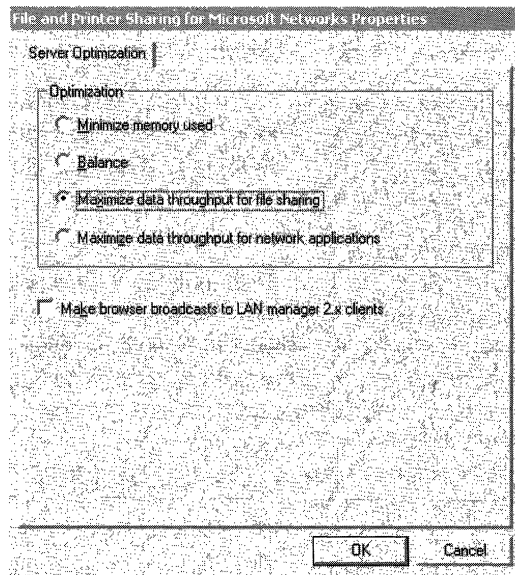 File and Printer Sharing for Microsoft Networks Properties
Server Optimization
Optimization
Minimize memory used
Balance
Maximize data throughput for file sharing
Maximize data throughput for network applications
Make browser broadcasts to LAN manager 2.x clients
OK Cancel